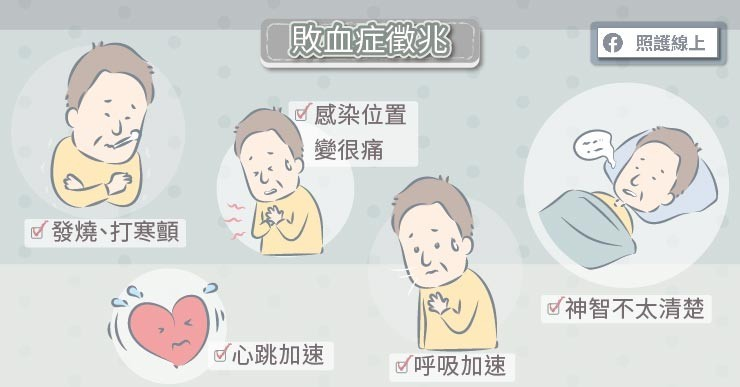 敗血症徵兆
照護線上
感染位置
變很痛
發燒、打寒顫
神智不太清楚
心跳加速
呼吸加速